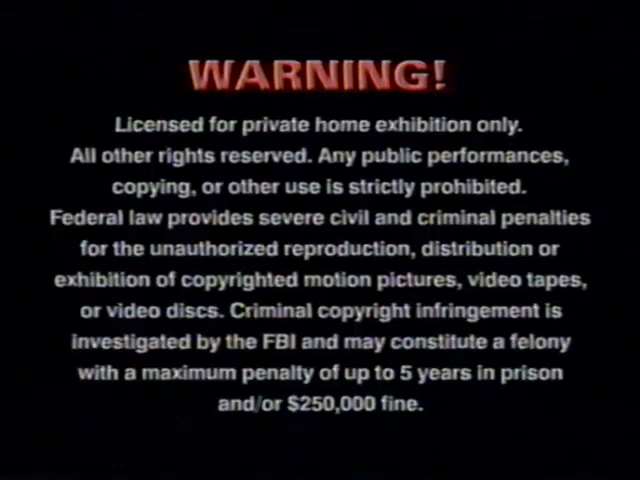 WARNING!
Licensed for private home exhibition only.
All other rights reserved. Any public performances,
copying, or other use is strictly prohibited.
Federal law provides severe civil and criminal penalties
for the unauthorized reproduction, distribution or
exhibition of copyrighted motion pictures, video tapes,
or video discs. Criminal copyright infringement is
investigated by the FBI and may constitute a felony
with a maximum penalty of up to 5 years in prison
and/or $250,000 fine.